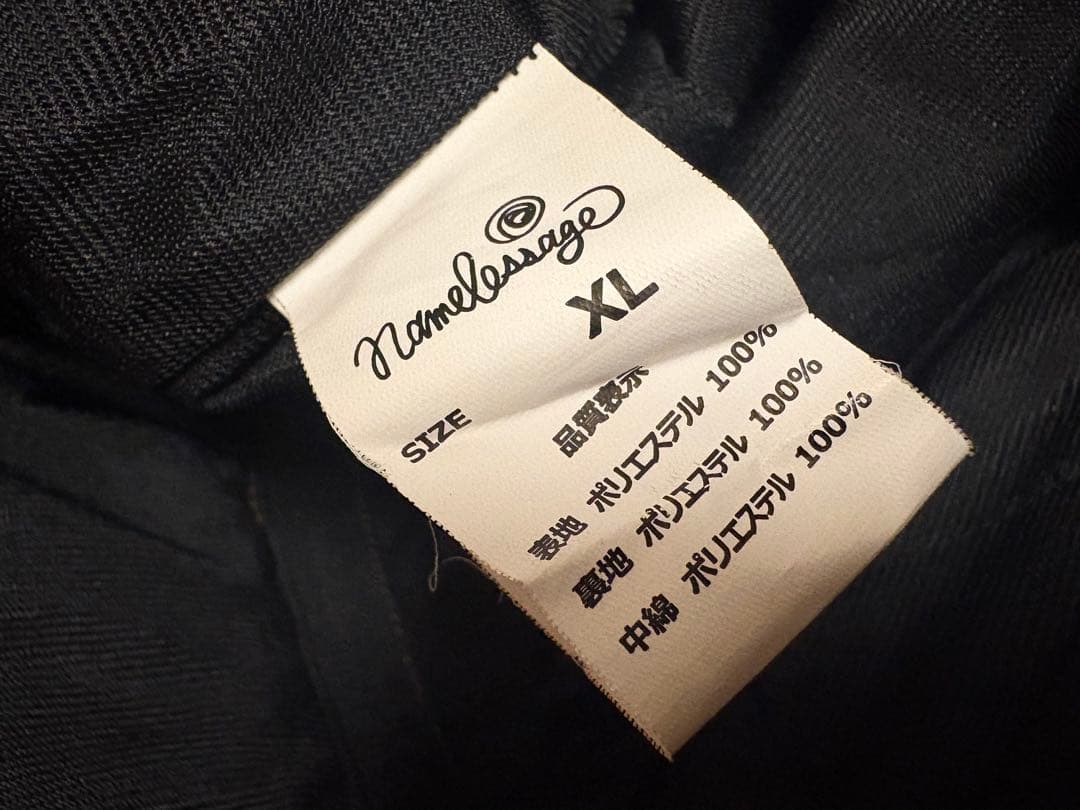 namelessage
SIZE XL
品質表示
表地 ポリエステル 100%
裏地 ポリエステル 100%
中綿 ポリエステル 100%